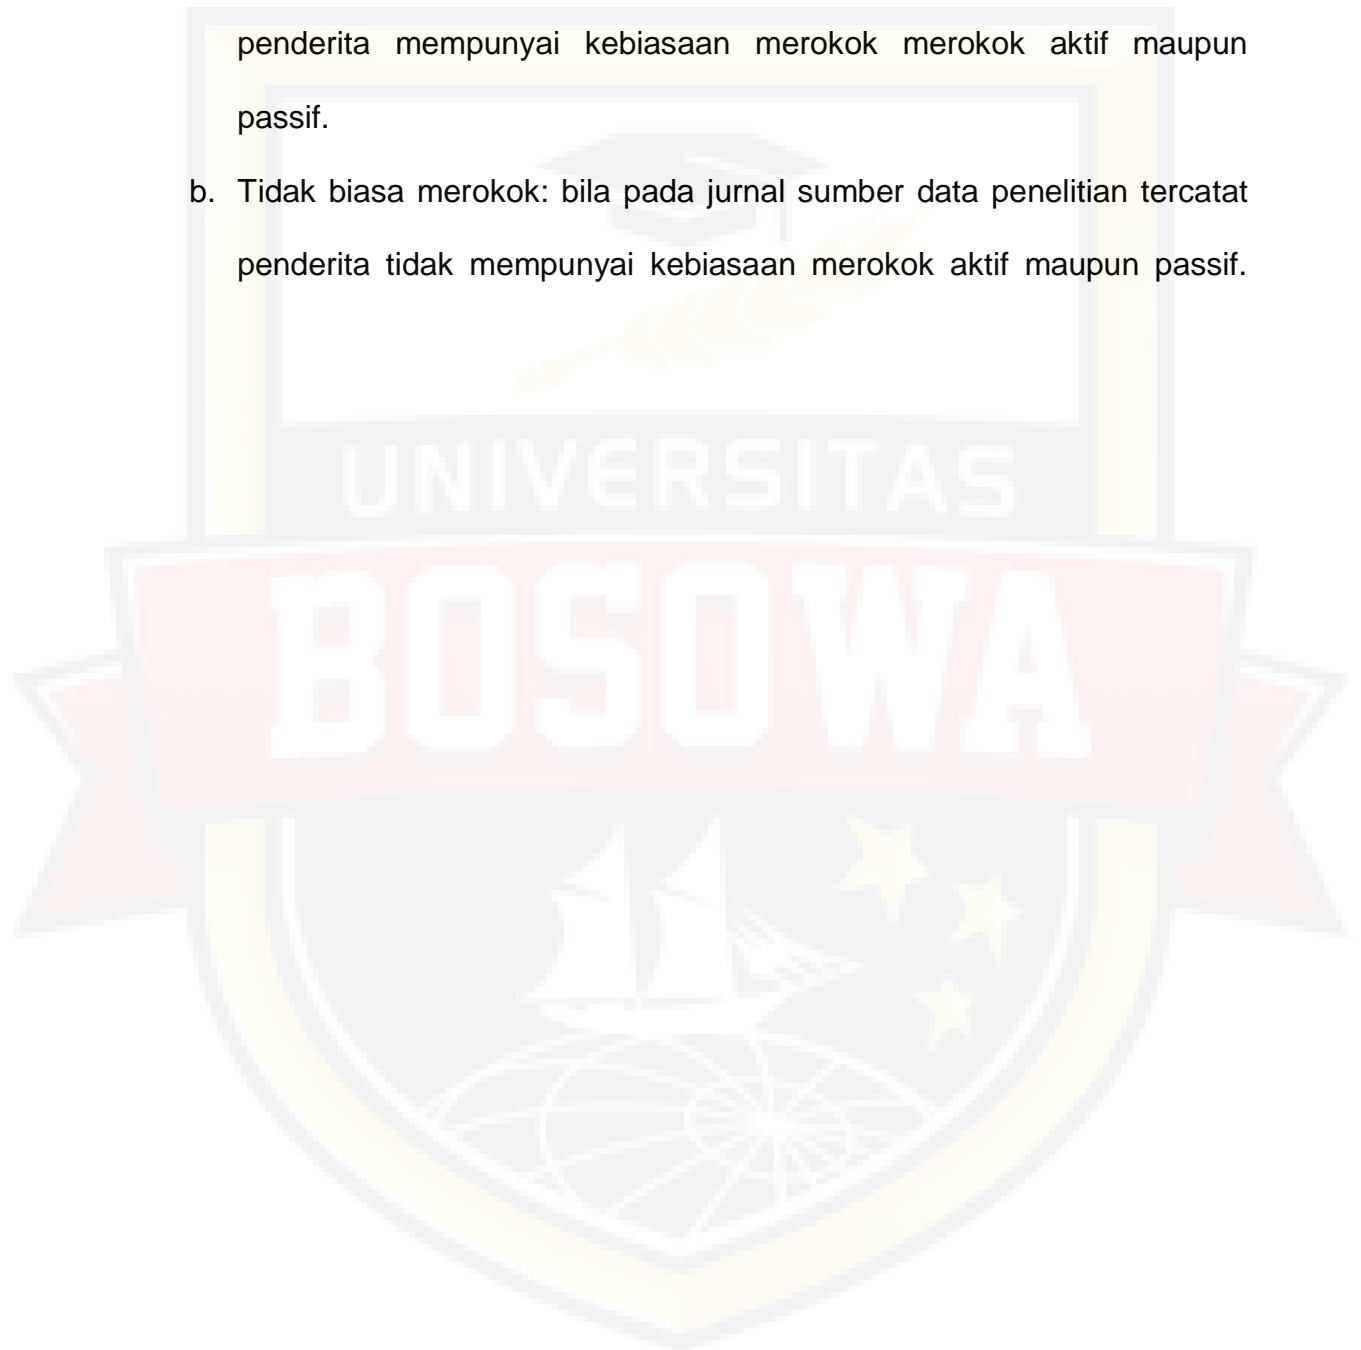 penderita mempunyai kebiasaan merokok merokok aktif maupun
passif.
b. Tidak biasa merokok: bila pada jurnal sumber data penelitian tercatat
penderita tidak mempunyai kebiasaan merokok aktif maupun passif.
UNIVERSITAS
BOSOWA